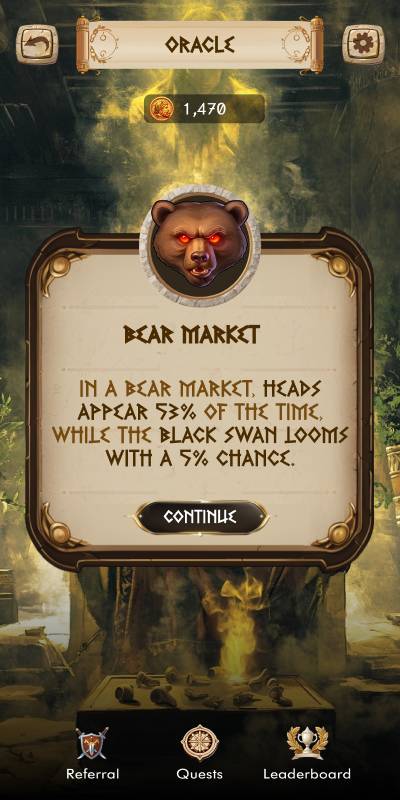 ORACLE
1,470
BEAR MARKET
IN A BEAR MARKET, HEADS
APPEAR 53% OF THE TIME,
WHILE THE BLACK SWAN LOOMS
WITH A 5% CHANCE.
CONTINUE
Referral
Quests
Leaderboard